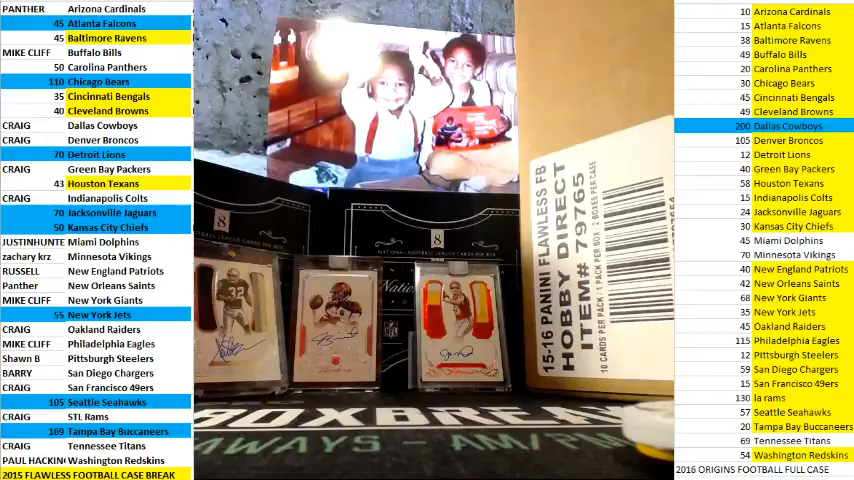 PANTHER Arizona Cardinals
45 Atlanta Falcons
45 Baltimore Ravens
MIKE CLIFF Buffalo Bills
50 Carolina Panthers
110 Chicago Bears
35 Cincinnati Bengals
40 Cleveland Browns
CRAIG Dallas Cowboys
CRAIG Denver Broncos
70 Detroit Lions
CRAIG Green Bay Packers
43 Houston Texans
CRAIG Indianapolis Colts
70 Jacksonville Jaguars
50 Kansas City Chiefs
JUSTINHUNTE Miami Dolphins
zachary krz Minnesota Vikings
RUSSELL New England Patriots
Panther New Orleans Saints
MIKE CLIFF New York Giants
55 New York Jets
CRAIG Oakland Raiders
MIKE CLIFF Philadelphia Eagles
Shawn B Pittsburgh Steelers
BARRY San Diego Chargers
CRAIG San Francisco 49ers
105 Seattle Seahawks
CRAIG STL Rams
169 Tampa Bay Buccaneers
CRAIG Tennessee Titans
PAUL HACKIN Washington Redskins
2015 FLAWLESS FOOTBALL CASE BREAK
8
8
32
15-16 PANINI FLAWLESS FB
HOBBY DIRECT
ITEM# 79765
10 CARDS PER PACK / 1 PACK PER BOX / 2 BOXES PER CASE
BOXBREA
AWAYS - AM/FM
10 Arizona Cardinals
15 Atlanta Falcons
38 Baltimore Ravens
49 Buffalo Bills
20 Carolina Panthers
30 Chicago Bears
45 Cincinnati Bengals
49 Cleveland Browns
200 Dallas Cowboys
105 Denver Broncos
12 Detroit Lions
40 Green Bay Packers
58 Houston Texans
15 Indianapolis Colts
24 Jacksonville Jaguars
30 Kansas City Chiefs
45 Miami Dolphins
70 Minnesota Vikings
40 New England Patriots
42 New Orleans Saints
68 New York Giants
35 New York Jets
45 Oakland Raiders
115 Philadelphia Eagles
12 Pittsburgh Steelers
59 San Diego Chargers
15 San Francisco 49ers
130 la rams
57 Seattle Seahawks
20 Tampa Bay Buccaneers
69 Tennessee Titans
54 Washington Redskins
2016 ORIGINS FOOTBALL FULL CASE